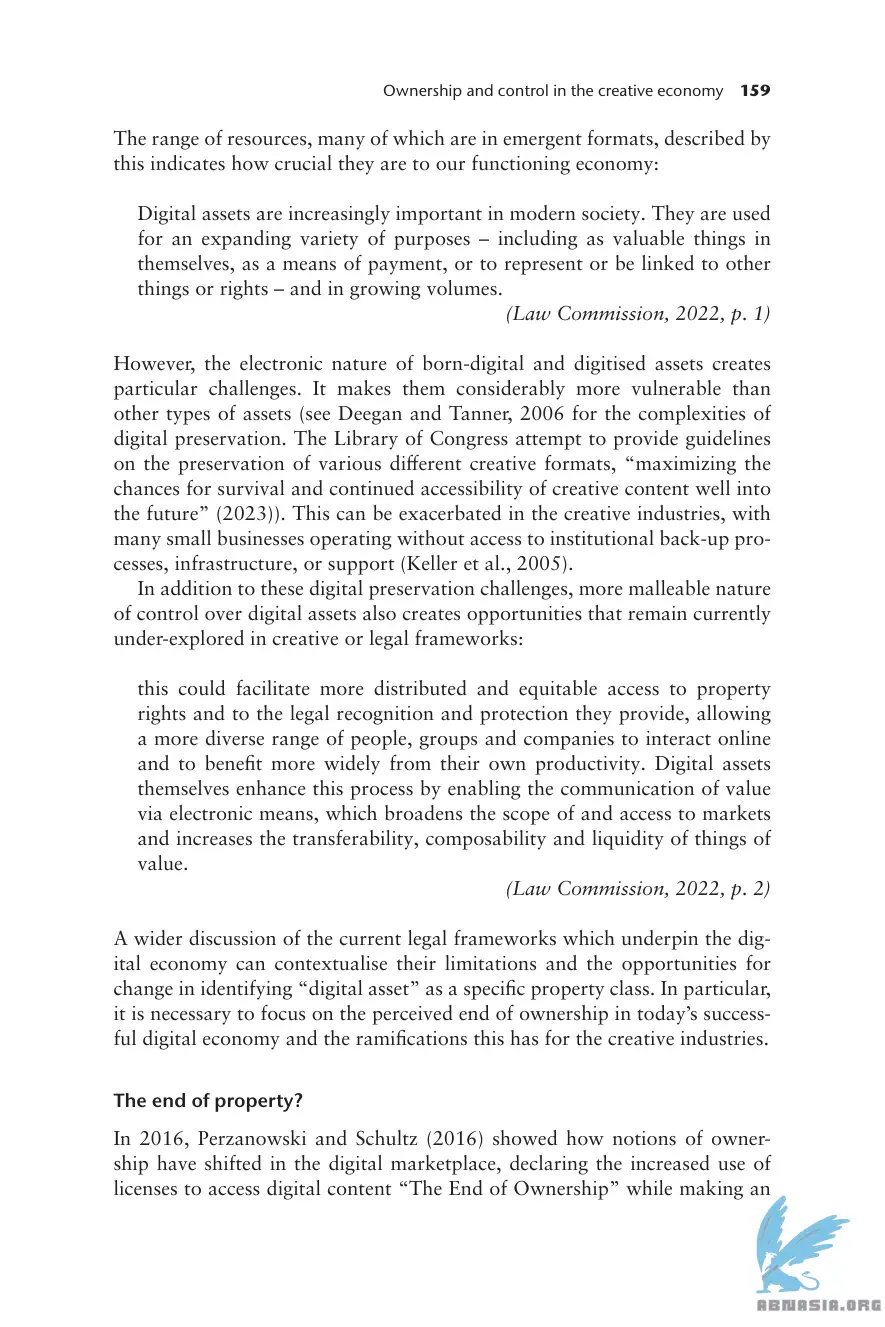 Ownership and control in the creative economy 159
The range of resources, many of which are in emergent formats, described by
this indicates how crucial they are to our functioning economy:
Digital assets are increasingly important in modern society. They are used
for an expanding variety of purposes – including as valuable things in
themselves, as a means of payment, or to represent or be linked to other
things or rights – and in growing volumes.
(Law Commission, 2022, p. 1)
However, the electronic nature of born-digital and digitised assets creates
particular challenges. It makes them considerably more vulnerable than
other types of assets (see Deegan and Tanner, 2006 for the complexities of
digital preservation. The Library of Congress attempt to provide guidelines
on the preservation of various different creative formats, “maximizing the
chances for survival and continued accessibility of creative content well into
the future” (2023)). This can be exacerbated in the creative industries, with
many small businesses operating without access to institutional back-up pro-
cesses, infrastructure, or support (Keller et al., 2005).
In addition to these digital preservation challenges, more malleable nature
of control over digital assets also creates opportunities that remain currently
under-explored in creative or legal frameworks:
this could facilitate more distributed and equitable access to property
rights and to the legal recognition and protection they provide, allowing
a more diverse range of people, groups and companies to interact online
and to benefit more widely from their own productivity. Digital assets
themselves enhance this process by enabling the communication of value
via electronic means, which broadens the scope of and access to markets
and increases the transferability, composability and liquidity of things of
value.
(Law Commission, 2022, p. 2)
A wider discussion of the current legal frameworks which underpin the dig-
ital economy can contextualise their limitations and the opportunities for
change in identifying “digital asset” as a specific property class. In particular,
it is necessary to focus on the perceived end of ownership in today’s success-
ful digital economy and the ramifications this has for the creative industries.
The end of property?
In 2016, Perzanowski and Schultz (2016) showed how notions of owner-
ship have shifted in the digital marketplace, declaring the increased use of
licenses to access digital content “The End of Ownership” while making an
ABNASIA.ORG